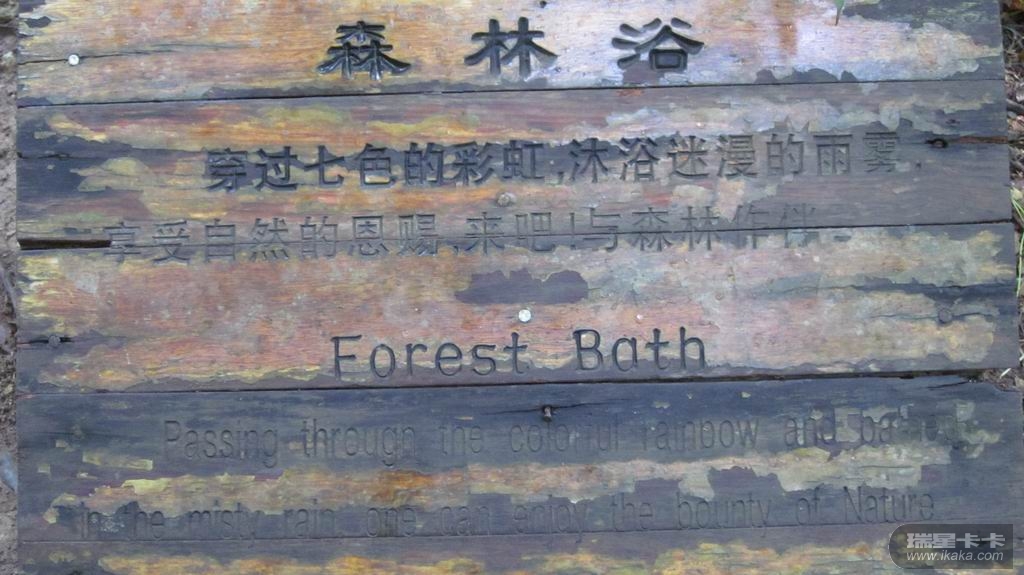 森林浴
穿过七色的彩虹,沐浴迷漫的雨雾,
享受自然的恩赐,来吧!与森林作伴.
Forest Bath
Passing through the colorful rainbow and bathed
in the misty rain, one can enjoy the bounty of Nature.
瑞星卡卡
www.ikaka.com